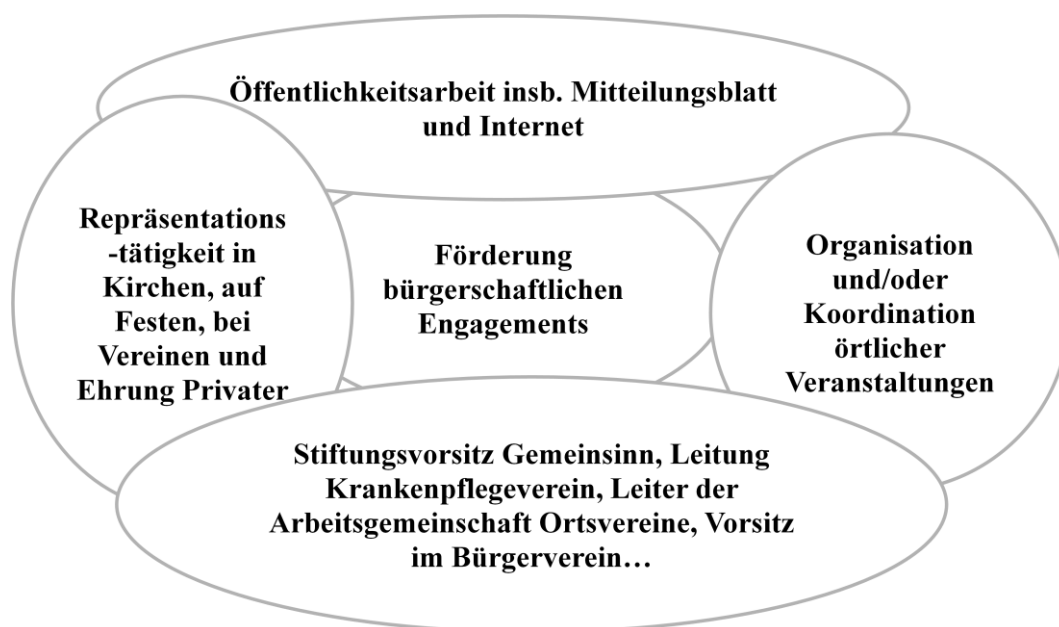 Öffentlichkeitsarbeit insb. Mitteilungsblatt
und Internet
Repräsentations
-tätigkeit in
Kirchen, auf
Festen, bei
Vereinen und
Ehrung Privater
Förderung
bürgerschaftlichen
Engagements
Organisation
und/oder
Koordination
örtlicher
Veranstaltungen
Stiftungsvorsitz Gemeinsinn, Leitung
Krankenpflegeverein, Leiter der
Arbeitsgemeinschaft Ortsvereine, Vorsitz
im Bürgerverein…